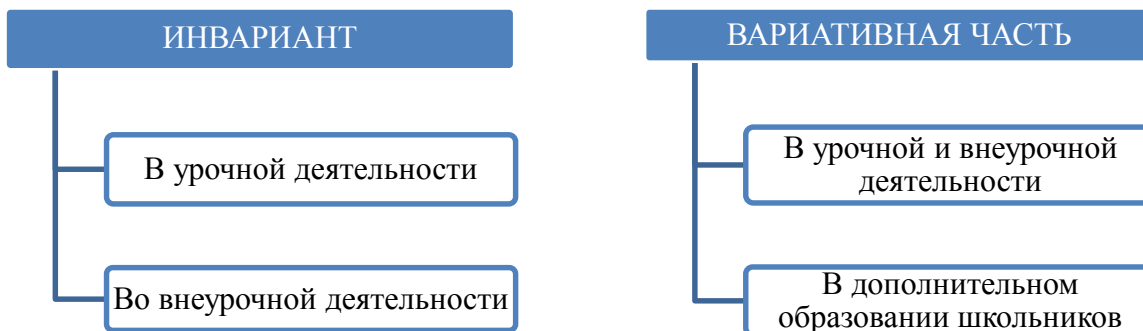 ИНВАРИАНТ
В урочной деятельности
Во внеурочной деятельности
ВАРИАТИВНАЯ ЧАСТЬ
В урочной и внеурочной
деятельности
В дополнительном
образовании школьников